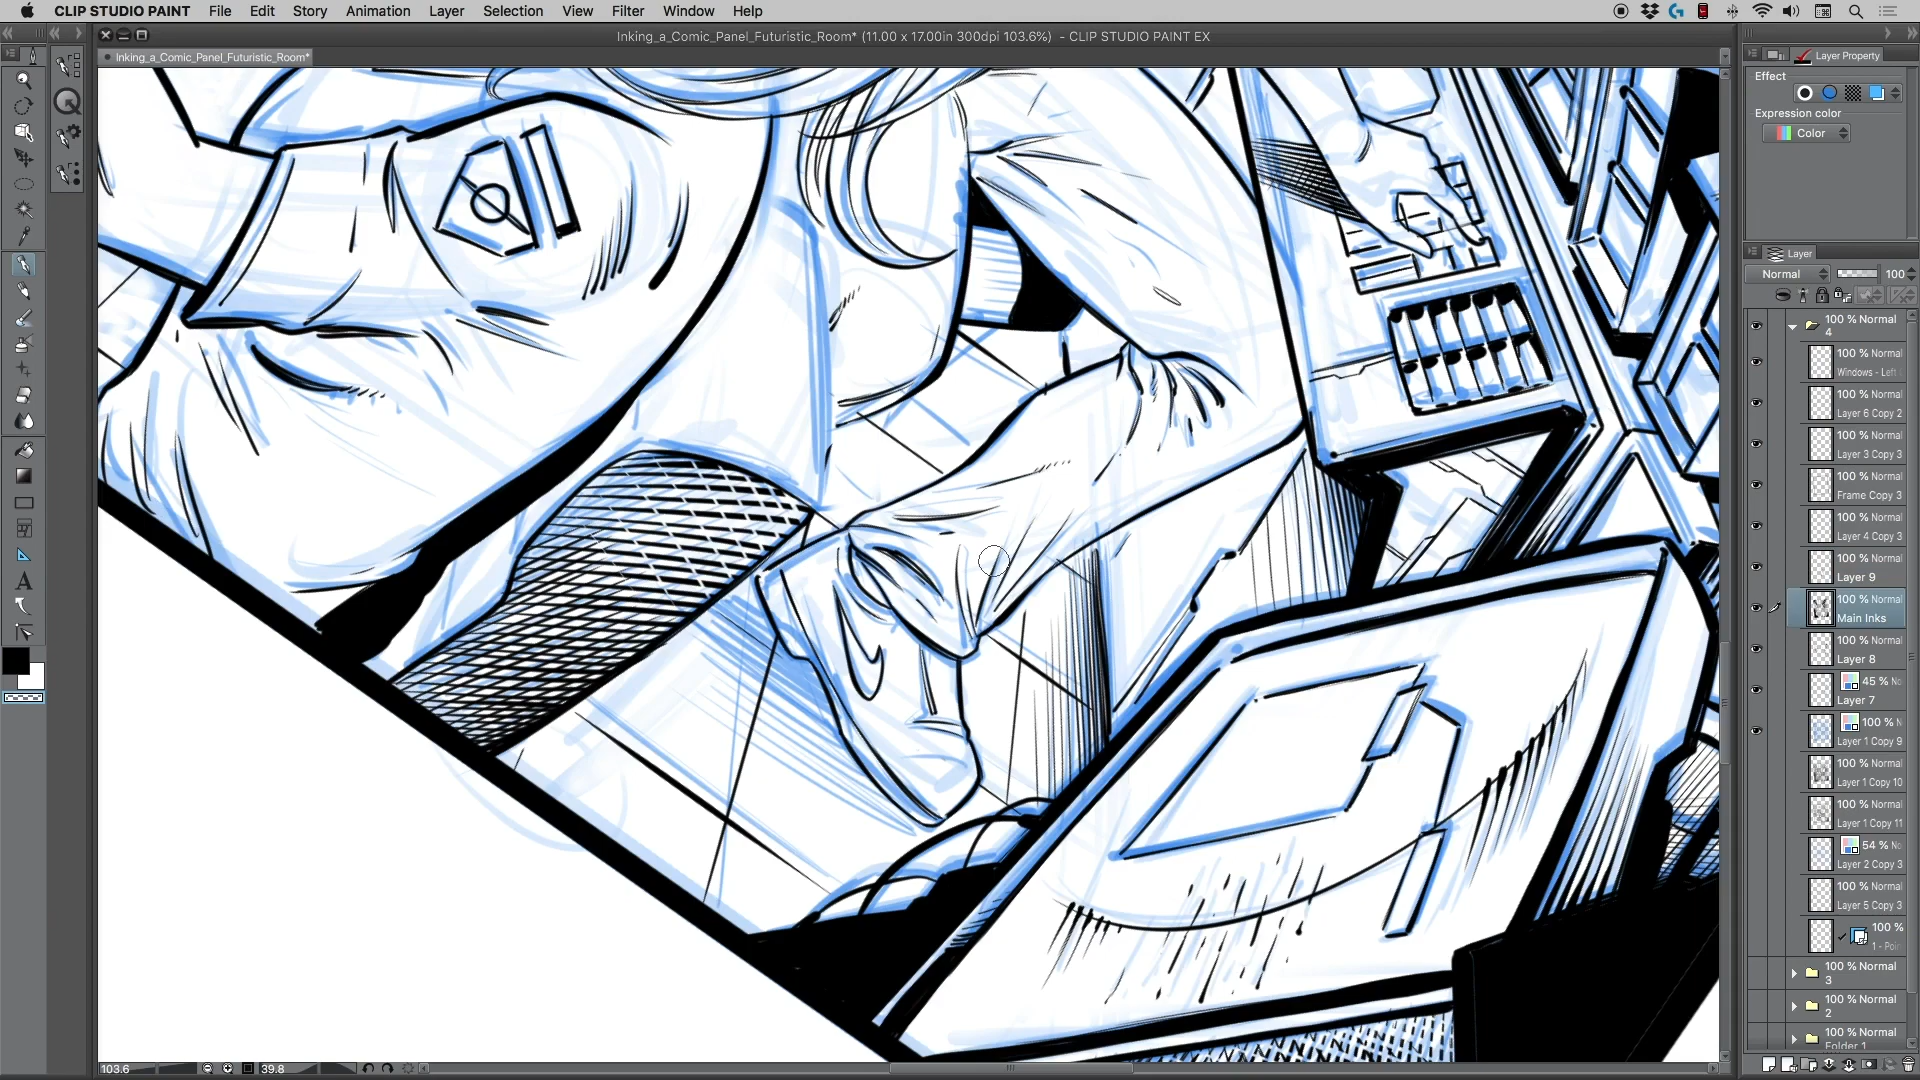 CLIP STUDIO PAINT File Edit Story Animation Layer Selection View Filter Window Help
Inking_a_Comic_Panel_Futuristic_Room* (11.00 x 17.00in 300dpi 103.6%) - CLIP STUDIO PAINT EX
Inking_a_Comic_Panel_Futuristic_Room*
Layer Property
Effect
Expression color
Color
Layer
Normal 100
100 % Normal
4
100 % Normal
Windows - Left
100 % Normal
Layer 6 Copy 2
100 % Normal
Layer 3 Copy 3
100 % Normal
Frame Copy 3
100 % Normal
Layer 4 Copy 3
100 % Normal
Layer 9
100 % Normal
Main Inks
100 % Normal
Layer 8
45 % No
Layer 7
100 % N
Layer 1 Copy 9
100 % Normal
Layer 1 Copy 10
100 % Normal
Layer 1 Copy 11
54 % No
Layer 2 Copy 3
100 % Normal
Layer 5 Copy 3
100 %
1 - Poi
100 % Normal
3
100 % Normal
2
100 % Normal
Folder 1
103.6 39.8